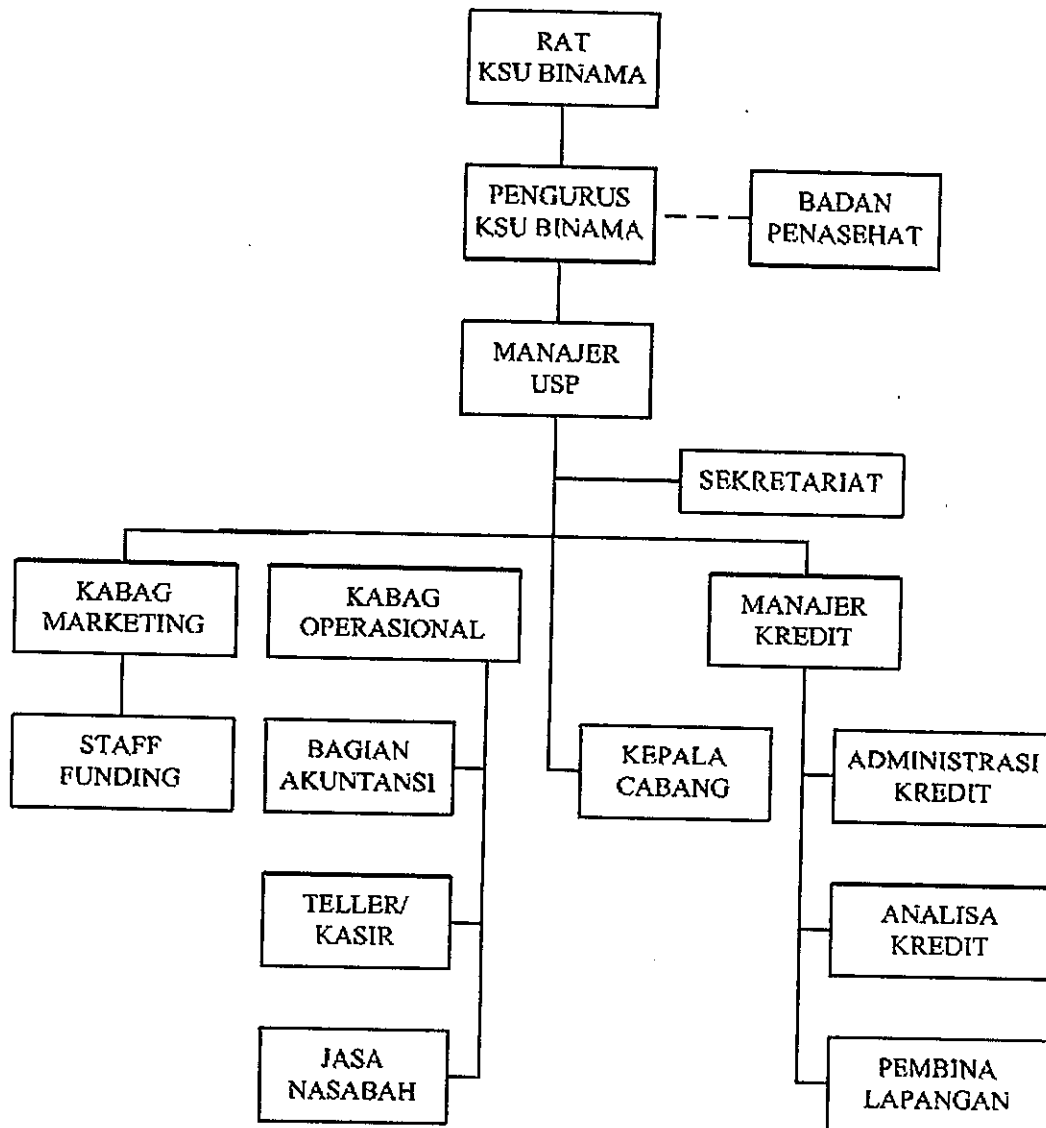 RAT
KSU BINAMA
PENGURUS
KSU BINAMA
BADAN
PENASEHAT
MANAJER
USP
SEKRETARIAT
KABAG
MARKETING
KABAG
OPERASIONAL
MANAJER
KREDIT
STAFF
FUNDING
BAGIAN
AKUNTANSI
KEPALA
CABANG
ADMINISTRASI
KREDIT
TELLER/
KASIR
ANALISA
KREDIT
JASA
NASABAH
PEMBINA
LAPANGAN